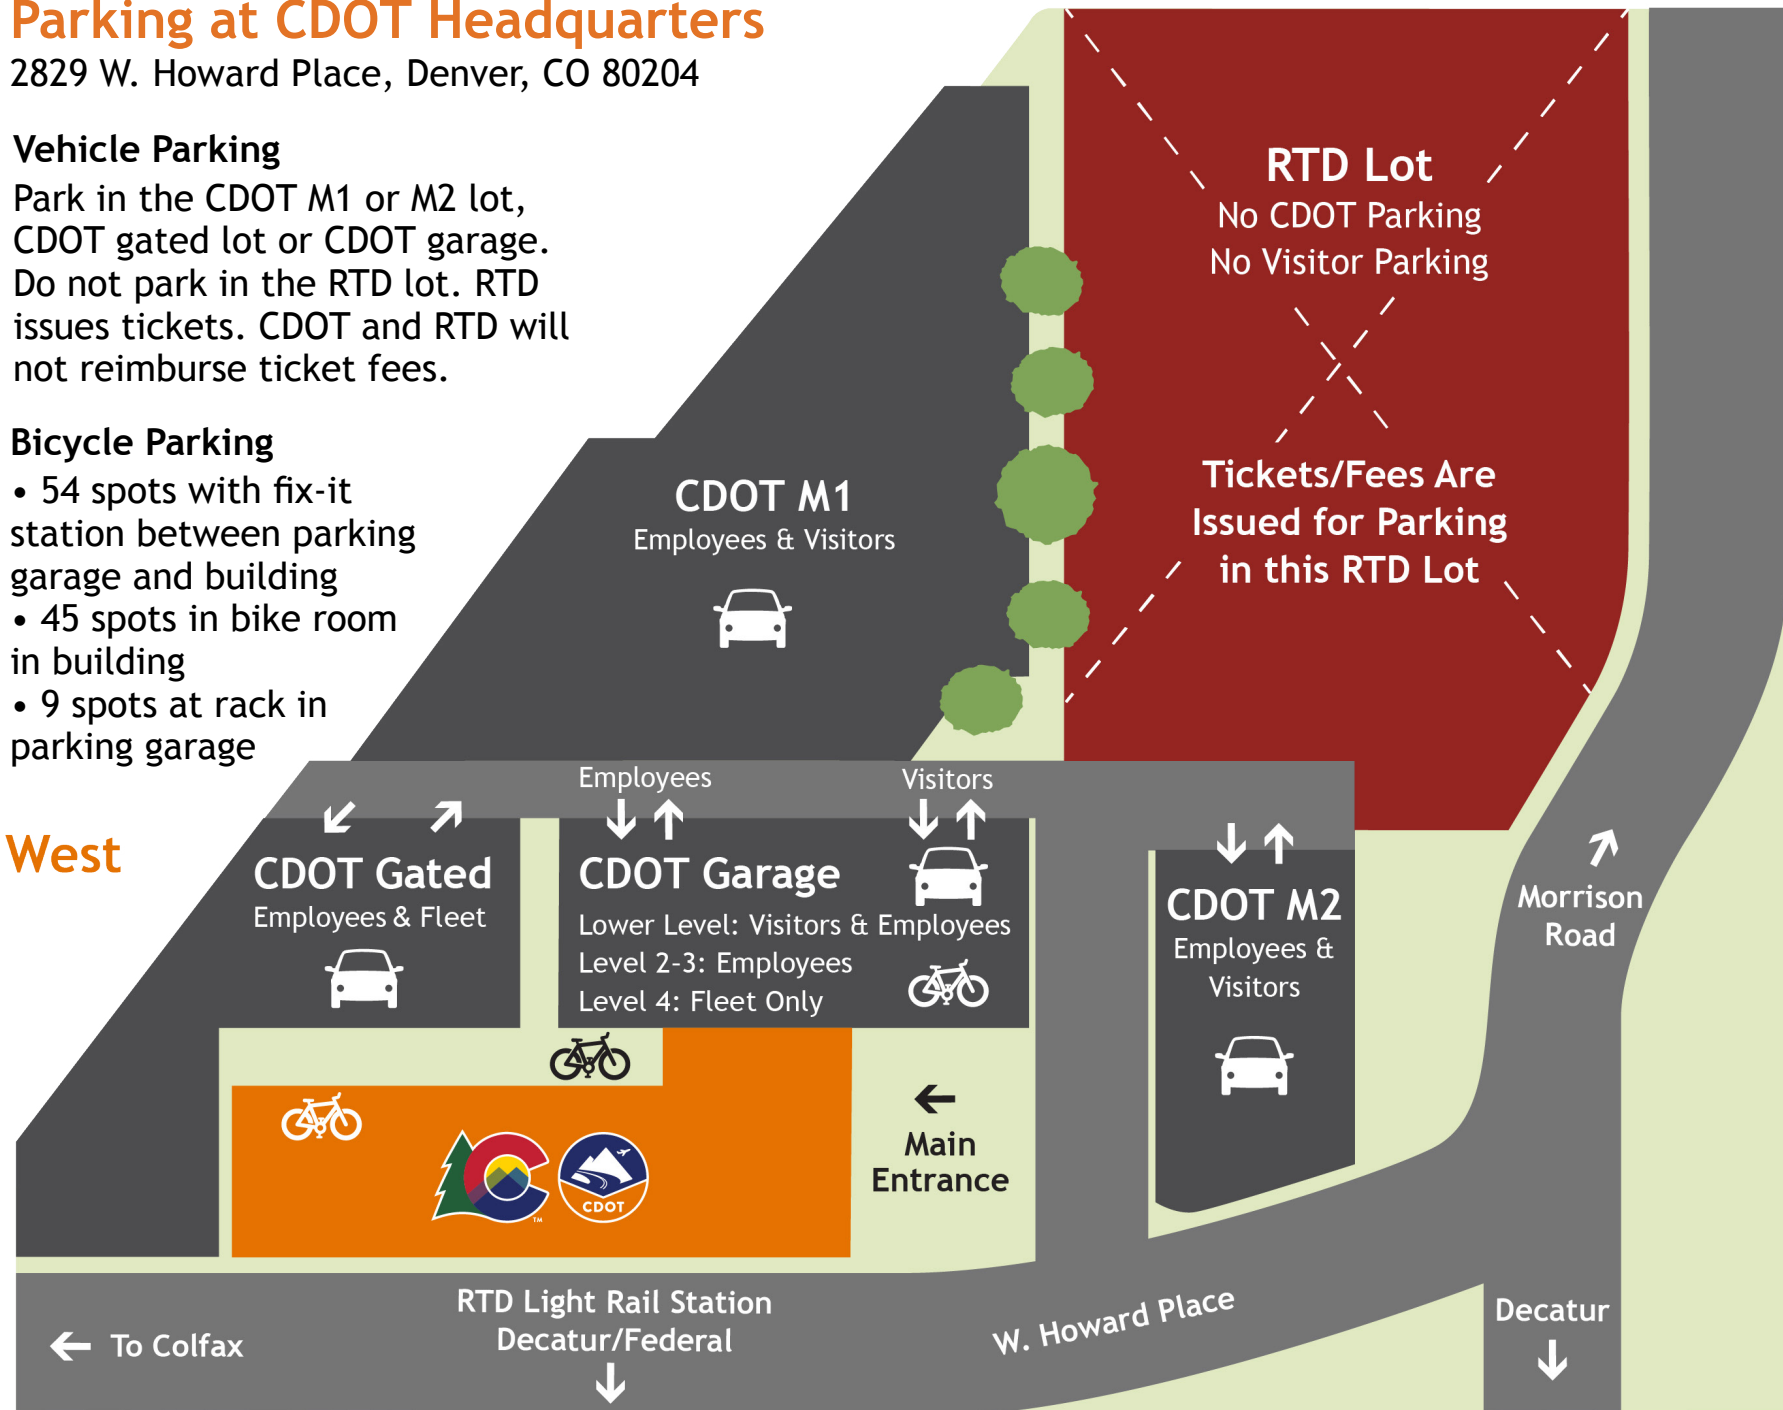 Parking at CDOT Headquarters
2829 W. Howard Place, Denver, CO 80204
Vehicle Parking
Park in the CDOT M1 or M2 lot,
CDOT gated lot or CDOT garage.
Do not park in the RTD lot. RTD
issues tickets. CDOT and RTD will
not reimburse ticket fees.
Bicycle Parking
• 54 spots with fix-it
station between parking
garage and building
• 45 spots in bike room
in building
• 9 spots at rack in
parking garage
West
RTD Lot
No CDOT Parking
No Visitor Parking
Tickets/Fees Are
Issued for Parking
in this RTD Lot
CDOT M1
Employees & Visitors
Employees
Visitors
CDOT Gated
Employees & Fleet
CDOT Garage
Lower Level: Visitors & Employees
Level 2-3: Employees
Level 4: Fleet Only
CDOT M2
Employees &
Visitors
Morrison
Road
Main
Entrance
TM
CDOT
RTD Light Rail Station
Decatur/Federal
To Colfax
W. Howard Place
Decatur